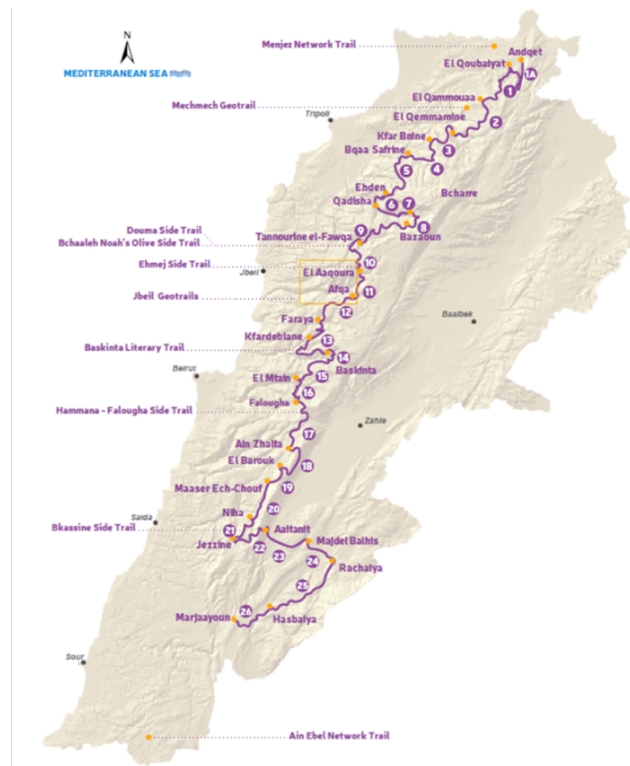 N
MEDITERRANEAN SEA
Menjez Network Trail
Andqet
El Qoubaiyat
1A
1
El Qammouaa
Mechmech Geotrail
El Qemmamine
2
Tripoli
Kfar Bnine
3
Bqaa Safrine
4
5
Ehden
Bcharre
Qadisha
6
7
Douma Side Trail
9
8
Bchaaleh Noah's Olive Side Trail
Tannourine el-Fawqa
Bazaoun
Ehmej Side Trail
10
Jbeil
El Aaqoura
Afqa
11
Jbeil Geotrails
12
Faraya
Baalbek
Kfardebiane
13
Baskinta Literary Trail
14
Beirut
15
Baskinta
El Mtain
16
Falougha
Hammana - Falougha Side Trail
Zahle
17
Ain Zhalta
El Barouk
18
Maaser Ech-Chouf
19
20
Niha
Saida
Bkassine Side Trail
21
Aaitanit
Jezzine
22
Majdel Balhis
23
24
Rachaiya
25
26
Marjaayoun
Hasbaiya
Sour
Ain Ebel Network Trail